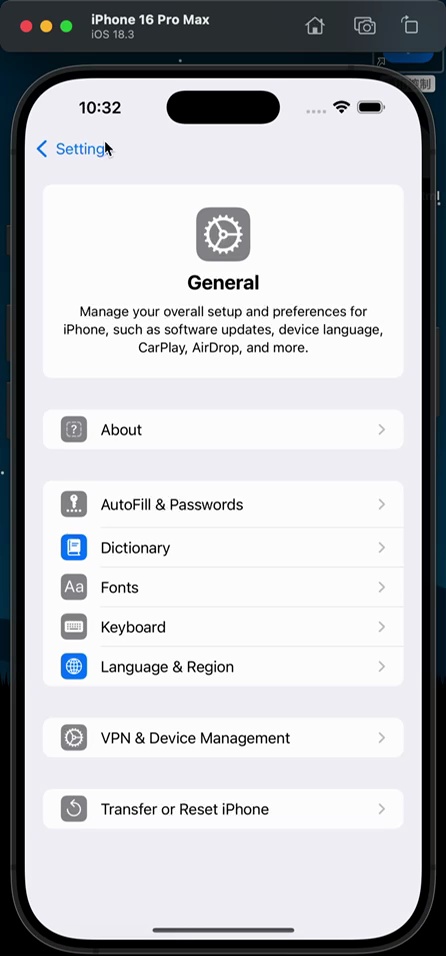 iPhone 16 Pro Max
iOS 18.3
10:32
Settings
General
Manage your overall setup and preferences for
iPhone, such as software updates, device language,
CarPlay, AirDrop, and more.
About
AutoFill & Passwords
Dictionary
Aa
Fonts
Keyboard
Language & Region
VPN & Device Management
Transfer or Reset iPhone